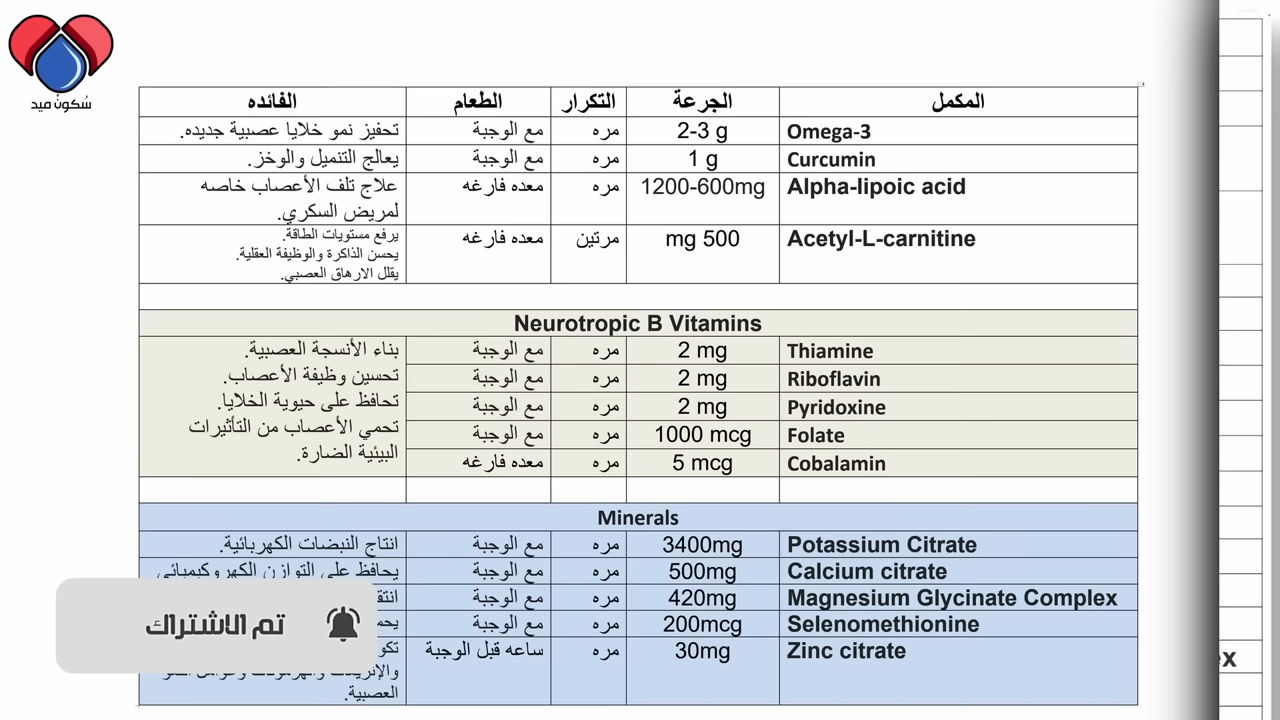 سُكون ميد
المكمل الجرعة التكرار الطعام الفائده
Omega-3 2-3 g مره مع الوجبة تحفيز نمو خلايا عصبية جديده.
Curcumin 1 g مره مع الوجبة يعالج التنميل والوخز.
Alpha-lipoic acid 1200-600mg مره معده فارغه علاج تلف الأعصاب خاصه
لمريض السكري.
Acetyl-L-carnitine mg 500 مرتين معده فارغه يرفع مستويات الطاقة.
يحسن الذاكرة والوظيفة العقلية.
يقلل الارهاق العصبي.
Neurotropic B Vitamins
Thiamine 2 mg مره مع الوجبة بناء الأنسجة العصبية.
Riboflavin 2 mg مره مع الوجبة تحسين وظيفة الأعصاب.
Pyridoxine 2 mg مره مع الوجبة تحافظ على حيوية الخلايا.
Folate 1000 mcg مره مع الوجبة تحمي الأعصاب من التأثيرات
Cobalamin 5 mcg مره معده فارغه البيئية الضارة.
Minerals
Potassium Citrate 3400mg مره مع الوجبة انتاج النبضات الكهربائية.
Calcium citrate 500mg مره مع الوجبة يحافظ على التوازن الكهروكيميائي
Magnesium Glycinate Complex 420mg مره مع الوجبة
Selenomethionine 200mcg مره مع الوجبة
Zinc citrate 30mg مره ساعه قبل الوجبة
العصبية.
تم الاشتراك